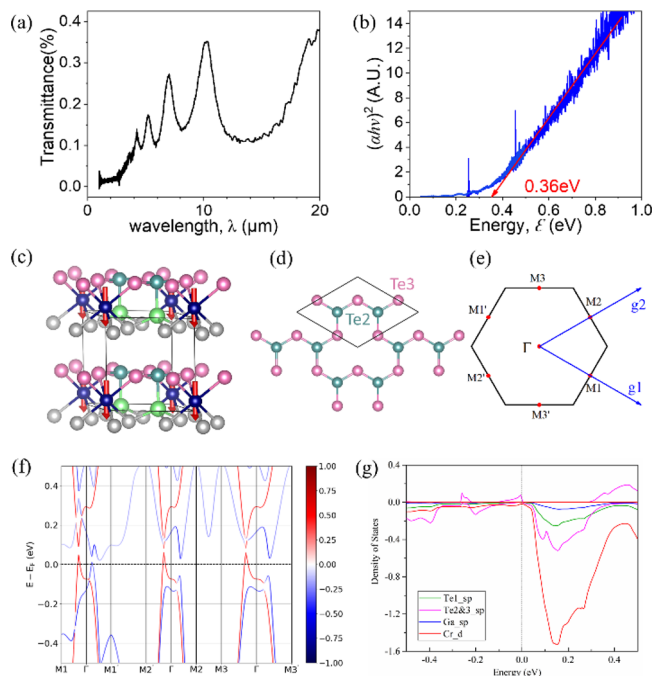 (a)
0.4
0.3
0.2
0.1
0.0
Transmittance(%)
0
10
20
wavelength, λ (μm)
(b)
14
12
10
8
6
4
2
0
(αhν)² (A.U.)
0.36eV
0.0
0.2
0.4
0.6
0.8
1.0
Energy, ℰ (eV)
(c)
(d)
Te3
Te2
(e)
M3
M2
M1'
g2
Γ
M2'
M1
g1
M3'
(f)
0.4
0.2
0.0
−0.2
−0.4
E − E_F (eV)
M1
Γ
M1
M2
Γ
M2
M3
Γ
M3
1.00
0.75
0.50
0.25
0.00
−0.25
−0.50
−0.75
−1.00
(g)
0.4
0.0
-0.4
-0.8
-1.2
-1.6
Density of States
Te1_sp
Te2&3_sp
Ga_sp
Cr_d
-0.4
-0.2
0.0
0.2
0.4
Energy (eV)